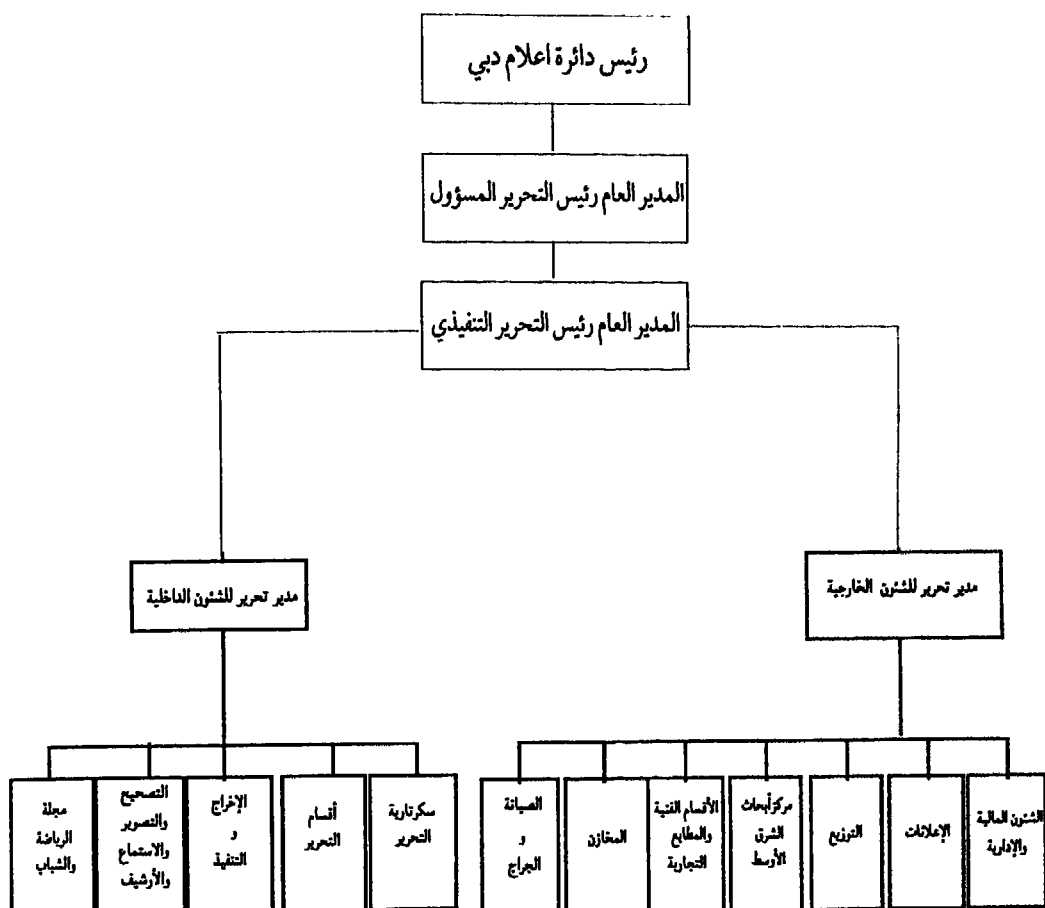 رئيس دائرة اعلام دبي
المدير العام رئيس التحرير المسؤول
المدير العام رئيس التحرير التنفيذي
مدير تحرير للشئون الخارجية
مدير تحرير للشئون الداخلية
الشئون المالية
والإدارية
الإعلانات
التوزيع
مركز أبحاث
الشرق
الأوسط
الأقسام الفنية
والمطابع
التجارية
المخازن
الصيانة
و
الجراج
سكرتارية
التحرير
أقسام
التحرير
الإخراج
و
التنفيذ
التصحيح
والتصوير
والاستماع
والأرشيف
مجلة
الرياضة
والشباب